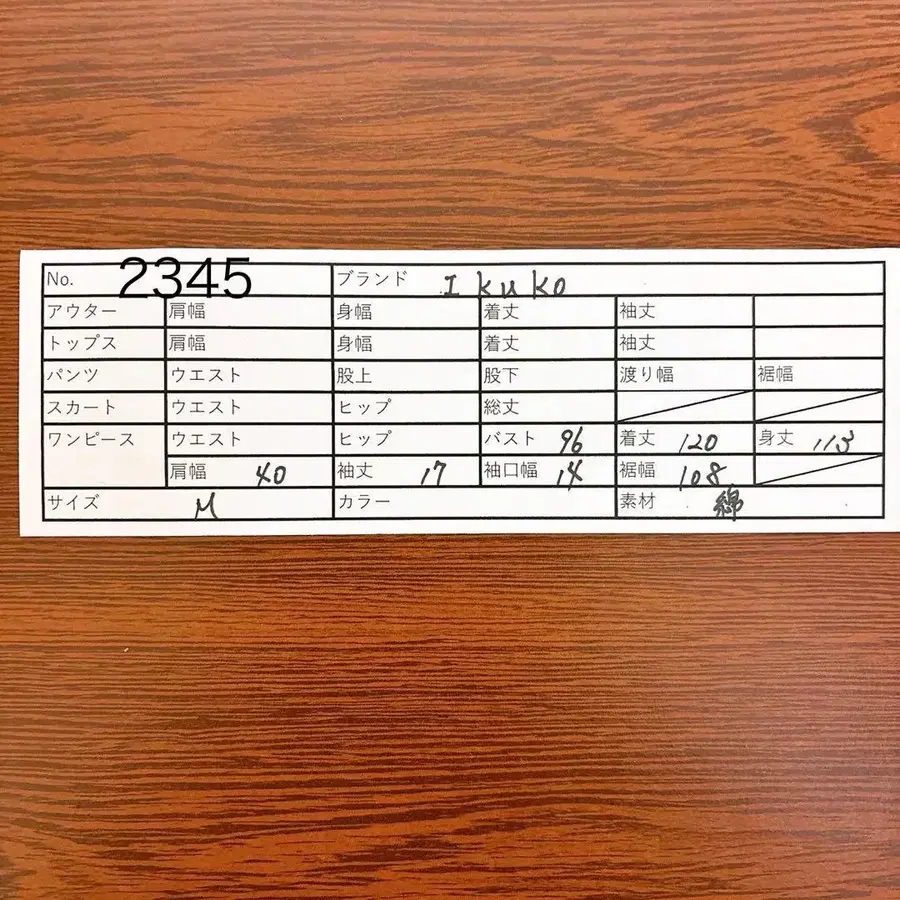 No. 2345 ブランド I KuKo
アウター 肩幅 身幅 着丈 袖丈
トップス 肩幅 身幅 着丈 袖丈
パンツ ウエスト 股上 股下 渡り幅 裾幅
スカート ウエスト ヒップ 総丈
ワンピース ウエスト ヒップ バスト 96 着丈 120 身丈 113
肩幅 40 袖丈 17 袖口幅 14 裾幅 108
サイズ M カラー 素材 綿